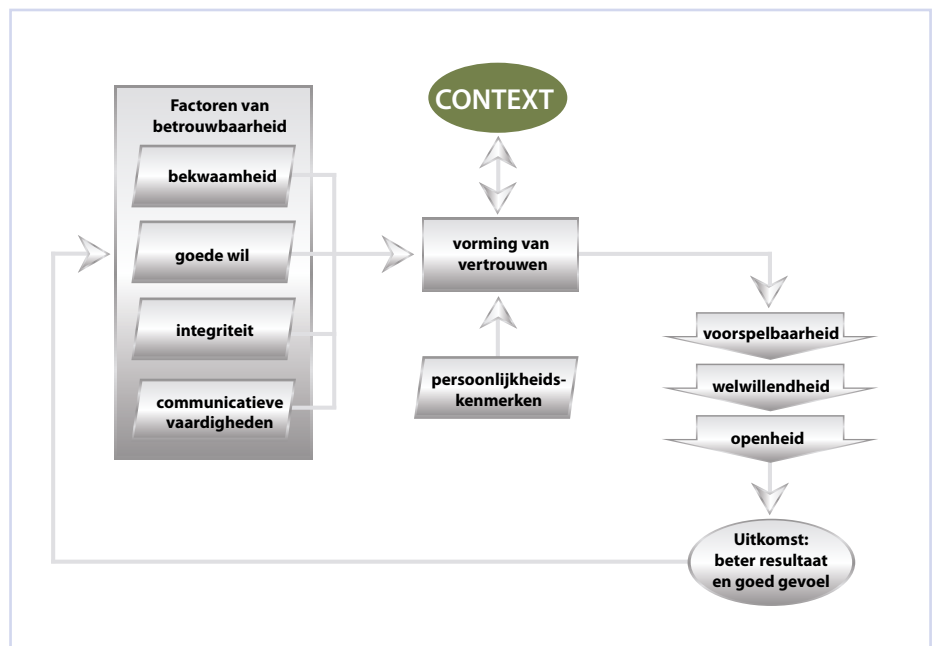 Factoren van
betrouwbaarheid
bekwaamheid
goede wil
integriteit
communicatieve
vaardigheden
CONTEXT
vorming van
vertrouwen
persoonlijkheids-
kenmerken
voorspelbaarheid
welwillendheid
openheid
Uitkomst:
beter resultaat
en goed gevoel